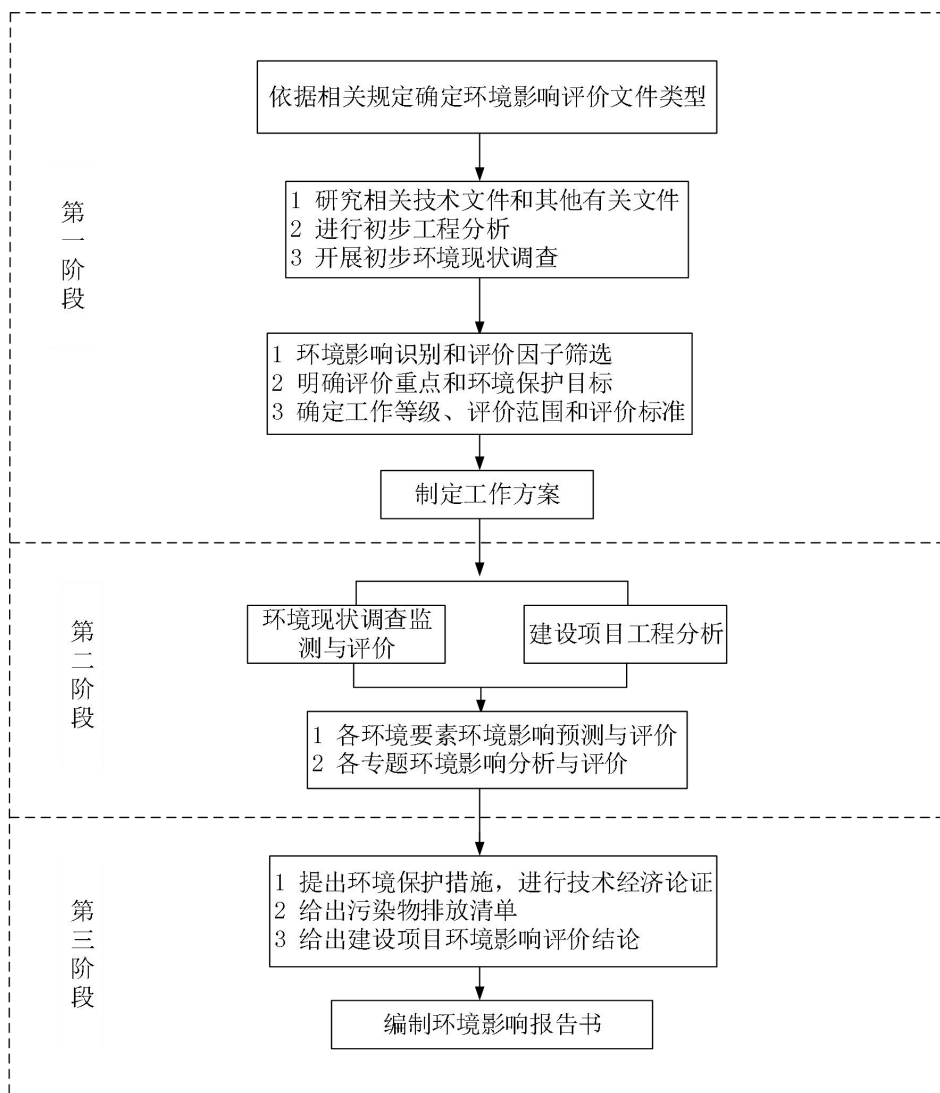 第一阶段
依据相关规定确定环境影响评价文件类型
1 研究相关技术文件和其他有关文件
2 进行初步工程分析
3 开展初步环境现状调查
1 环境影响识别和评价因子筛选
2 明确评价重点和环境保护目标
3 确定工作等级、评价范围和评价标准
制定工作方案
第二阶段
环境现状调查监
测与评价
建设项目工程分析
1 各环境要素环境影响预测与评价
2 各专题环境影响分析与评价
第三阶段
1 提出环境保护措施，进行技术经济论证
2 给出污染物排放清单
3 给出建设项目环境影响评价结论
编制环境影响报告书